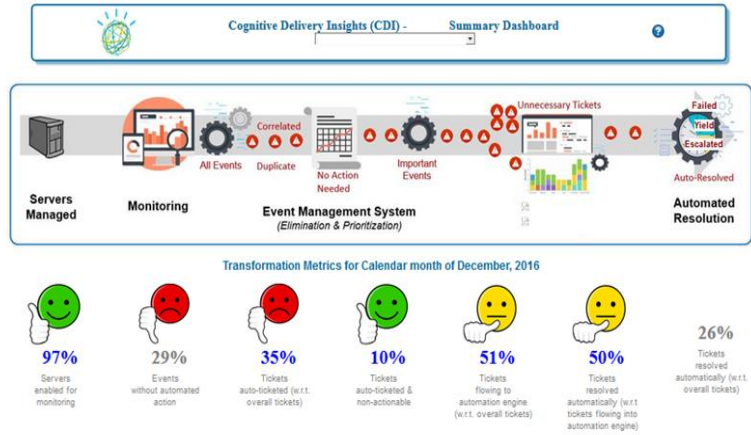 Cognitive Delivery Insights (CDI) - Summary Dashboard
?
Unnecessary Tickets
Failed
Correlated
Yield
Escalated
All Events
Duplicate
Important
Events
No Action
Needed
Auto-Resolved
Servers
Managed
Monitoring
Event Management System
(Elimination & Prioritization)
Automated
Resolution
Transformation Metrics for Calendar month of December, 2016
97%
Servers
enabled for
monitoring
29%
Events
without automated
action
35%
Tickets
auto-ticketed (w.r.t.
overall tickets)
10%
Tickets
auto-ticketed &
non-actionable
51%
Tickets
flowing to
automation engine
(w.r.t. overall tickets)
50%
Tickets
resolved
automatically (w.r.t
tickets flowing into
automation engine)
26%
Tickets
resolved
automatically (w.r.t.
overall tickets)